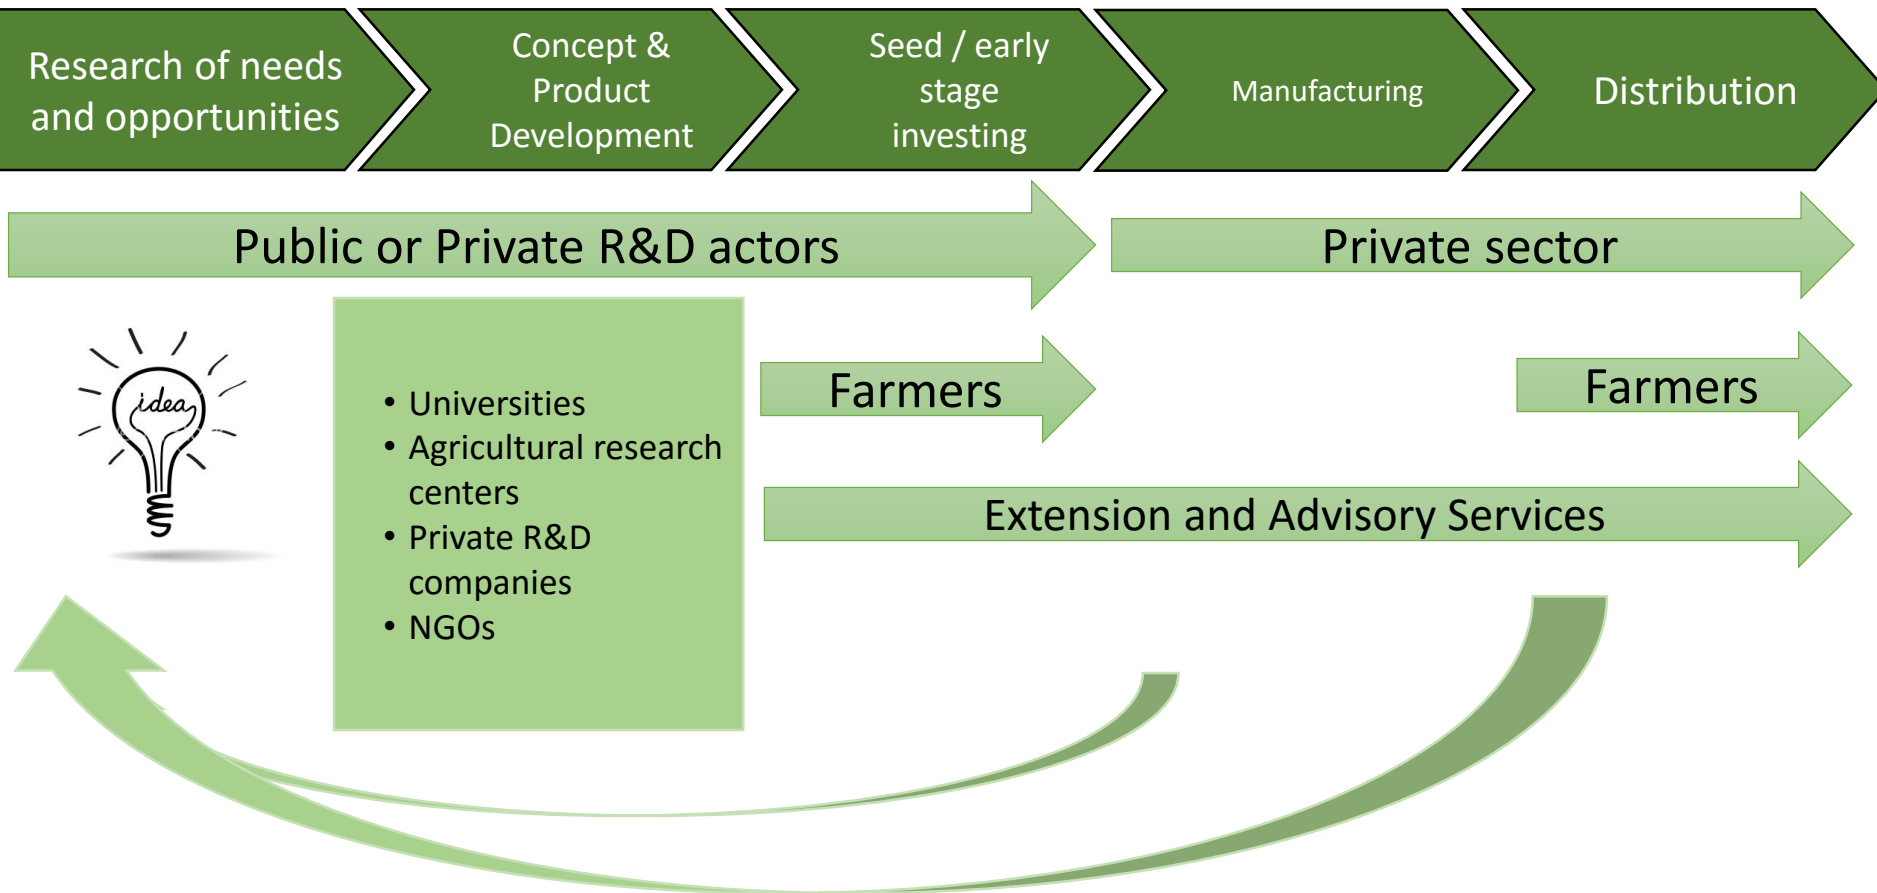 Research of needs
and opportunities
Concept &
Product
Development
Seed / early
stage
investing
Manufacturing
Distribution
Public or Private R&D actors
Private sector
idea
• Universities
• Agricultural research
centers
• Private R&D
companies
• NGOs
Farmers
Farmers
Extension and Advisory Services